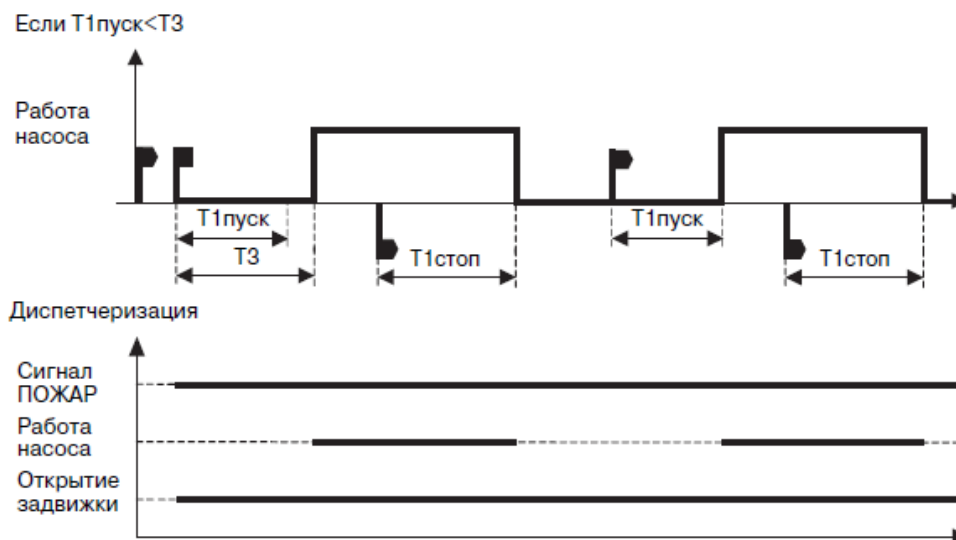 Если Т1пуск<Т3
Работа
насоса
Т1пуск
Т3
Т1стоп
Т1пуск
Т1стоп
Диспетчеризация
Сигнал
ПОЖАР
Работа
насоса
Открытие
задвижки